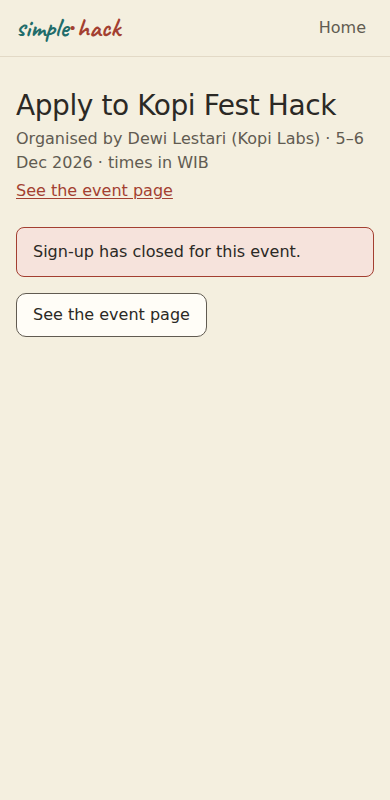 simple·hack
Home
Apply to Kopi Fest Hack
Organised by Dewi Lestari (Kopi Labs) · 5–6
Dec 2026 · times in WIB
See the event page
Sign-up has closed for this event.
See the event page